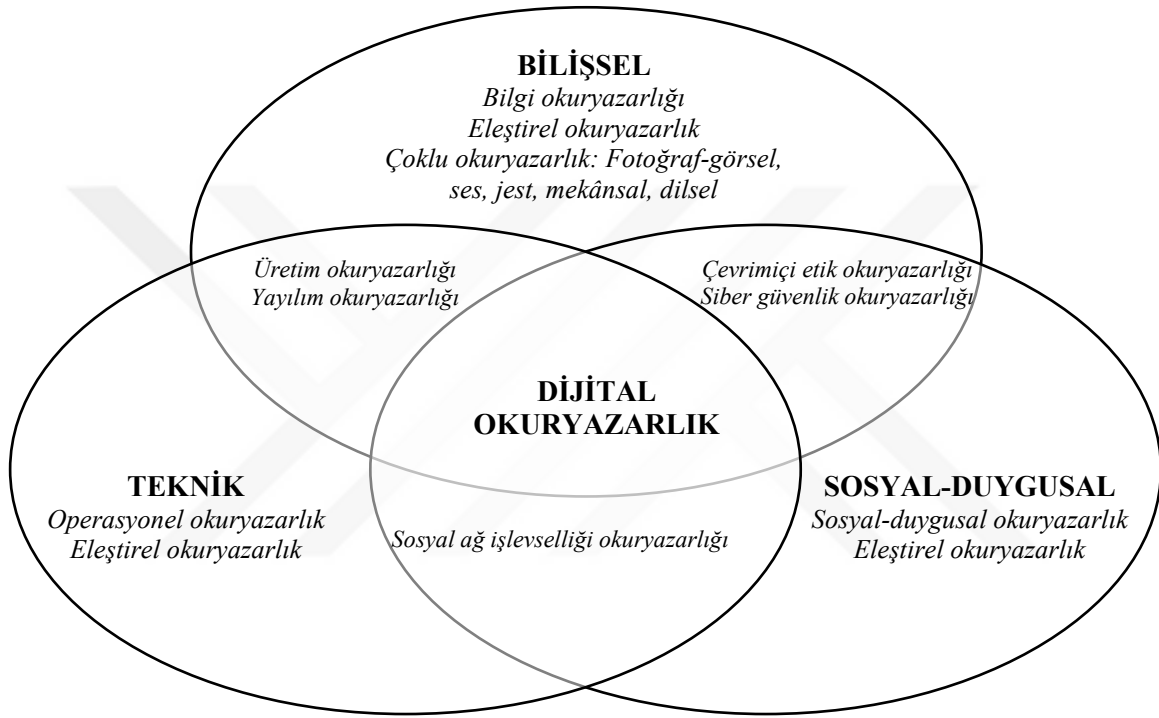 BİLİŞSEL
Bilgi okuryazarlığı
Eleştirel okuryazarlık
Çoklu okuryazarlık: Fotoğraf-görsel,
ses, jest, mekânsal, dilsel
Üretim okuryazarlığı
Yayılım okuryazarlığı
Çevrimiçi etik okuryazarlığı
Siber güvenlik okuryazarlığı
DİJİTAL
OKURYAZARLIK
TEKNİK
Operasyonel okuryazarlık
Eleştirel okuryazarlık
Sosyal ağ işlevselliği okuryazarlığı
SOSYAL-DUYGUSAL
Sosyal-duygusal okuryazarlık
Eleştirel okuryazarlık